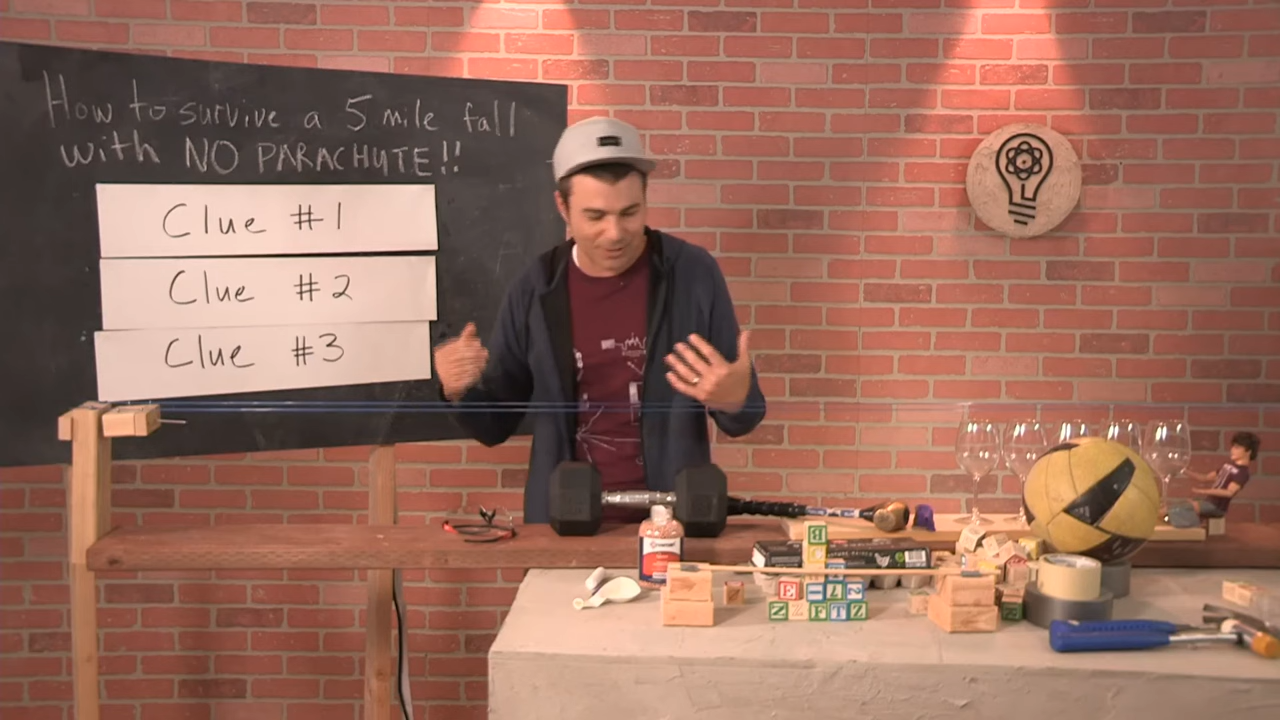 How to survive a 5 mile fall
with NO PARACHUTE!!
Clue #1
Clue #2
Clue #3